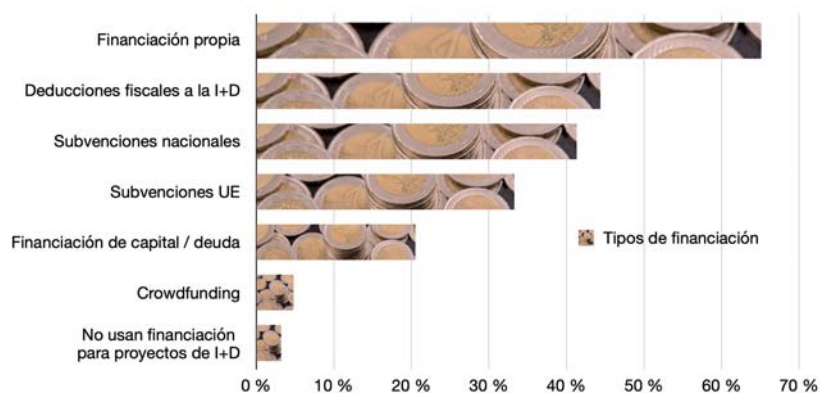 Financiación propia
Deducciones fiscales a la I+D
Subvenciones nacionales
Subvenciones UE
Financiación de capital / deuda
Tipos de financiación
Crowdfunding
No usan financiación
para proyectos de I+D
0 % 10 % 20 % 30 % 40 % 50 % 60 % 70 %